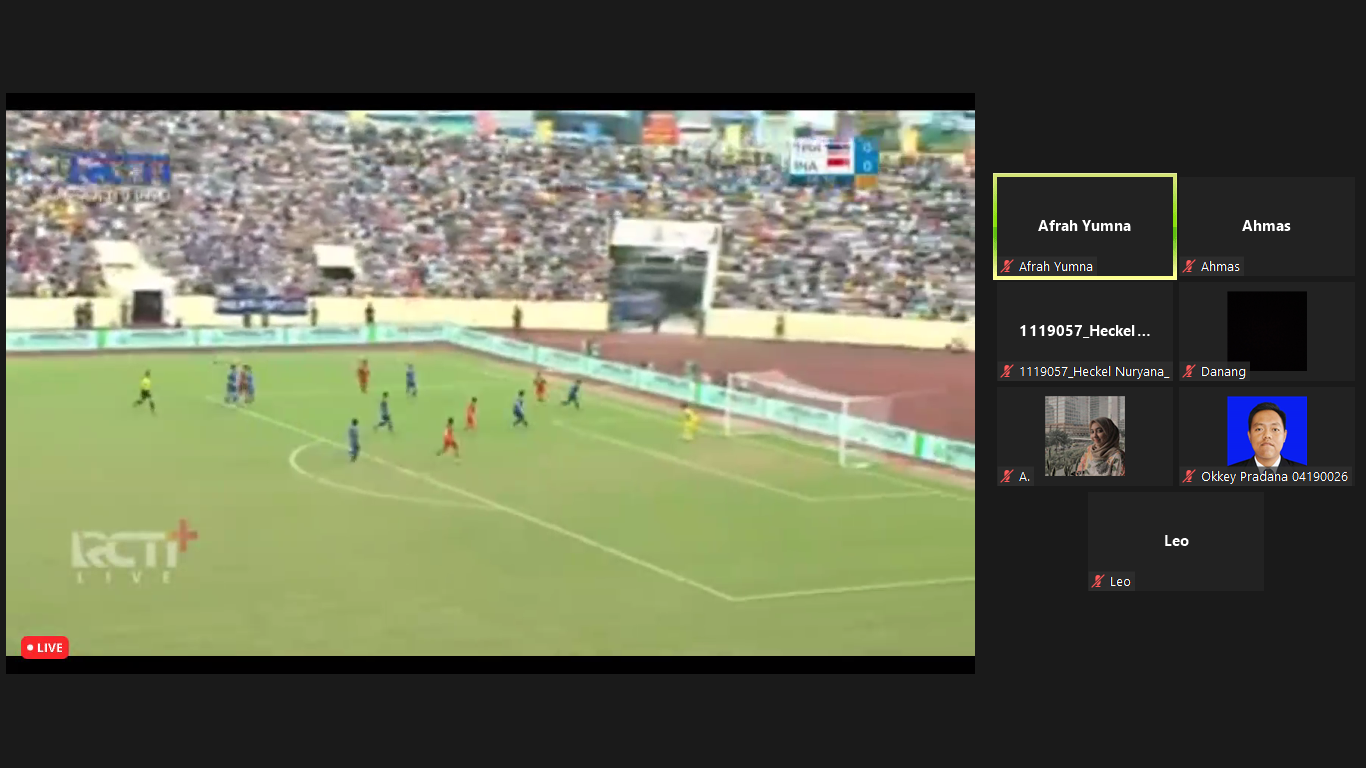 RCTI
THA 0
INA 0
RCTI+
LIVE
LIVE
Afrah Yumna
Afrah Yumna
Ahmas
Ahmas
1119057_Heckel ...
1119057_Heckel Nuryana_
Danang
A.
Okkey Pradana 04190026
Leo
Leo